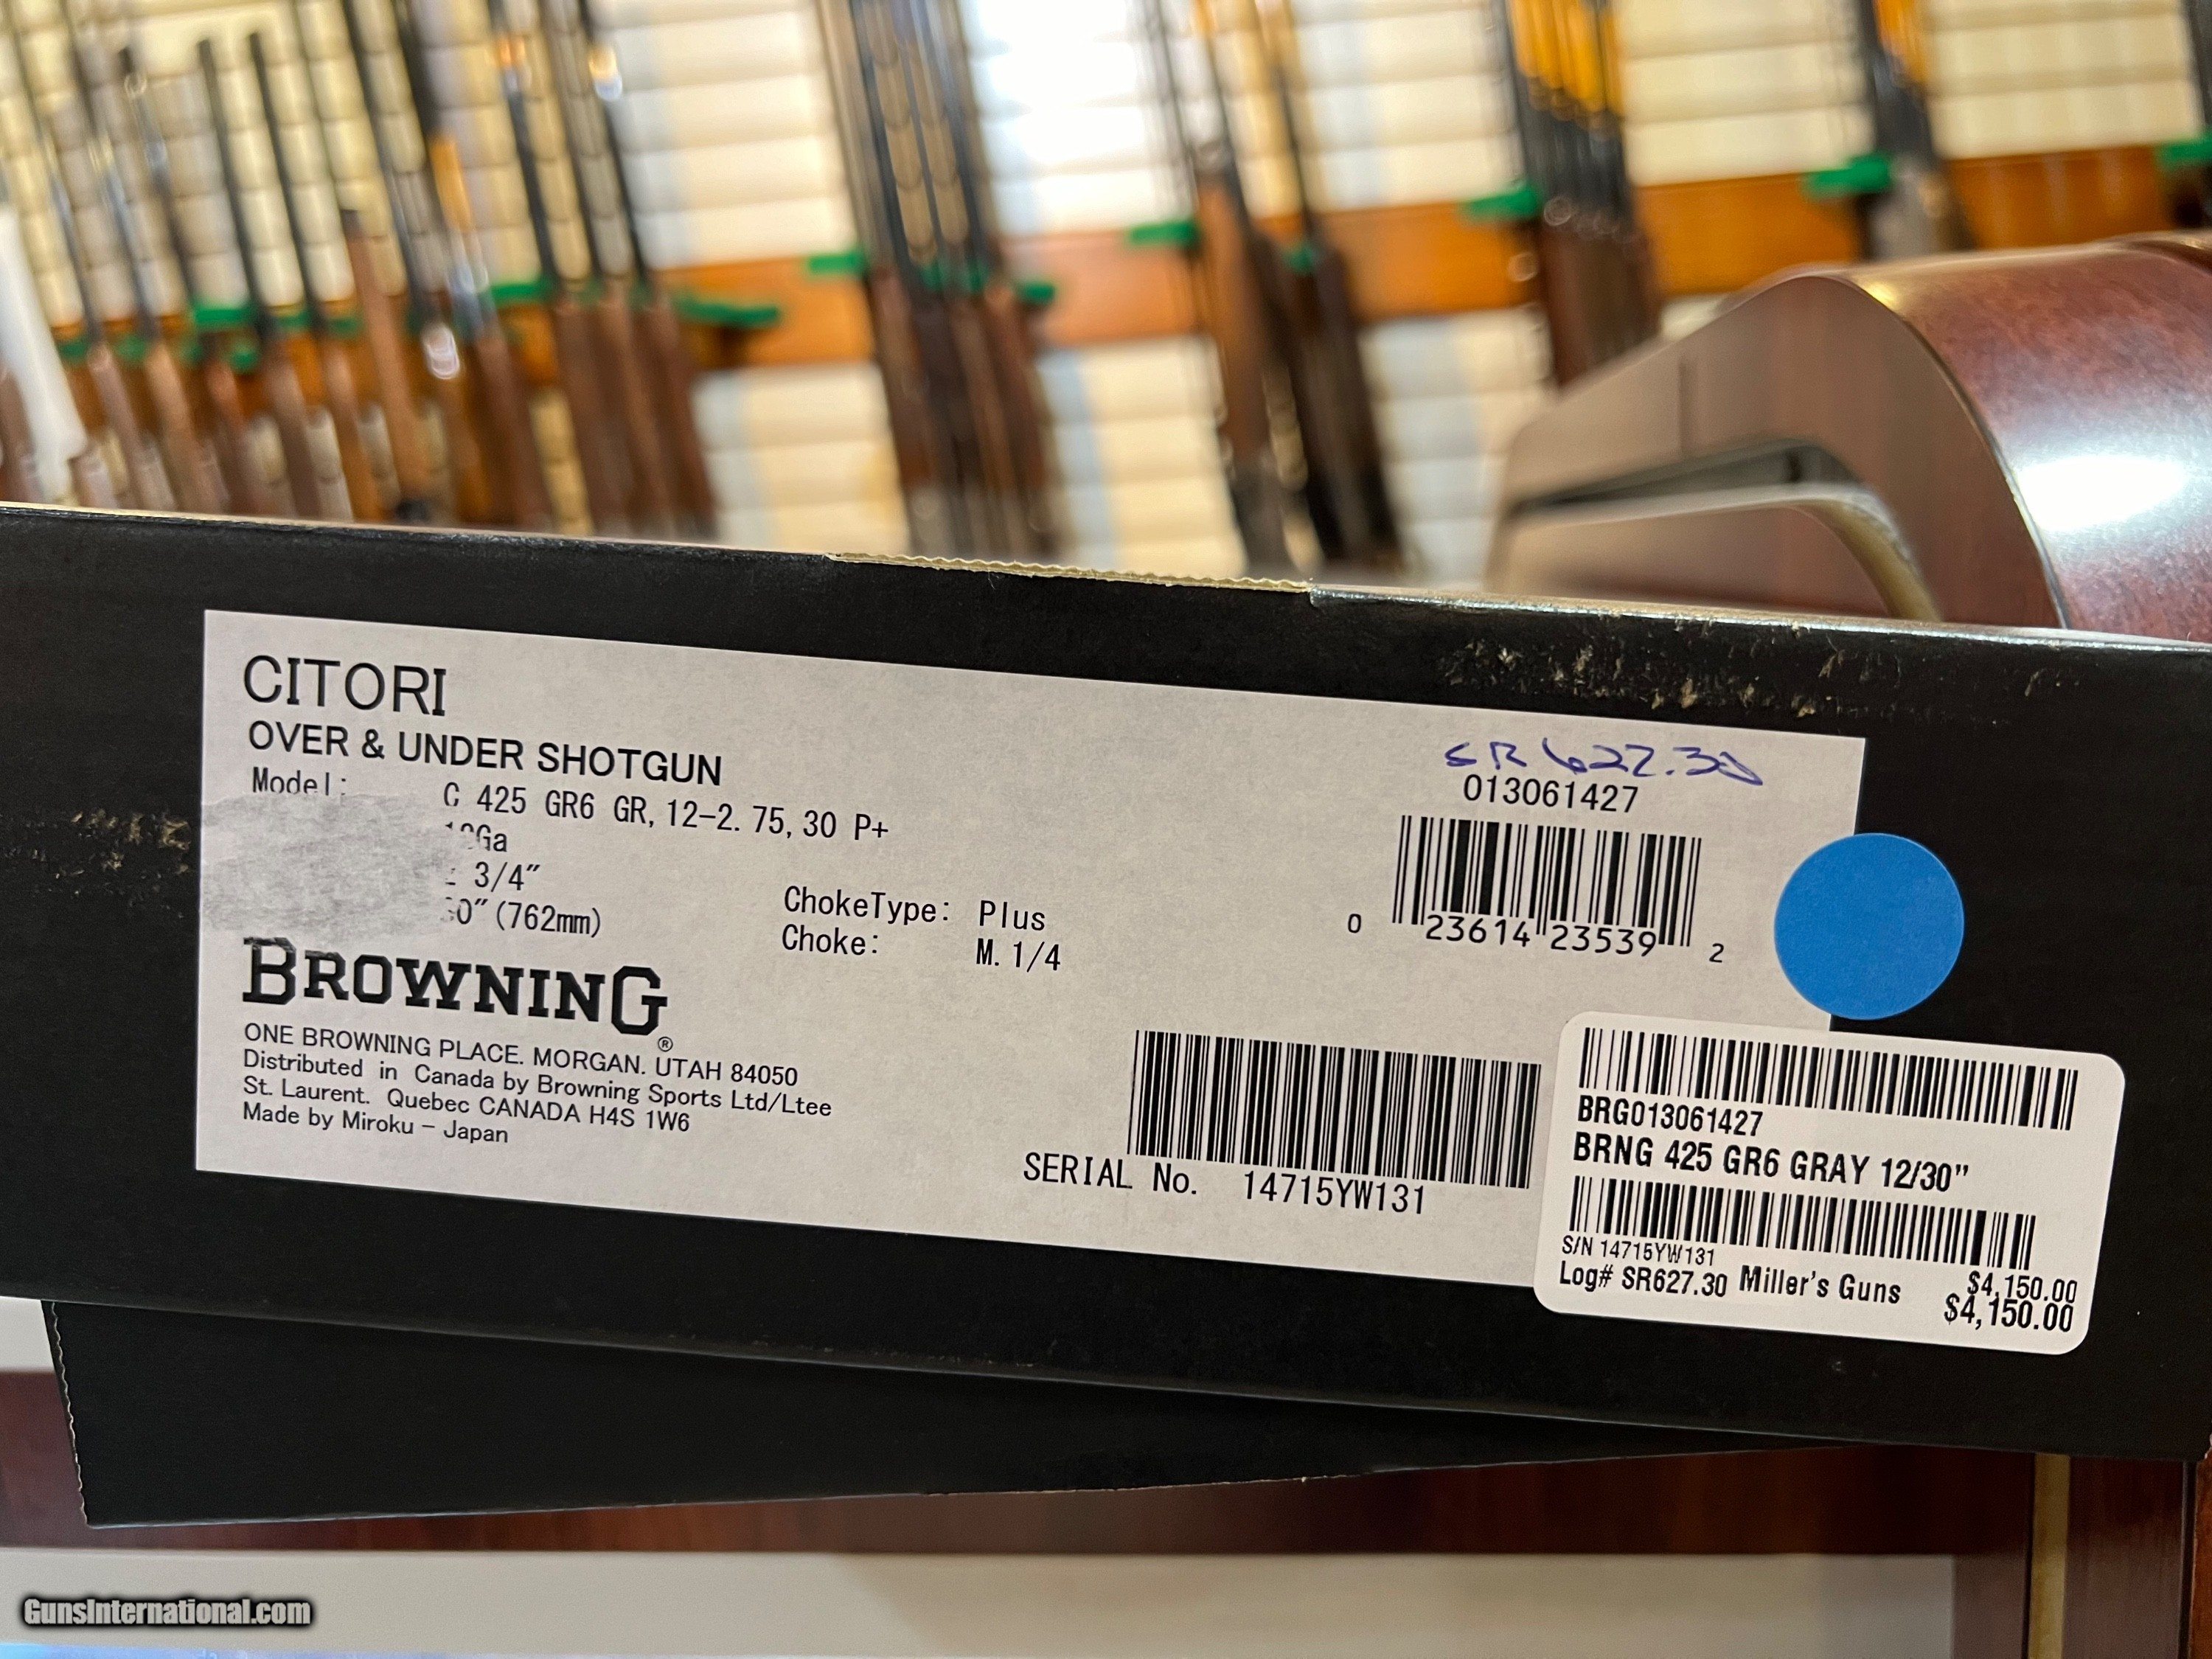 CITORI
OVER & UNDER SHOTGUN
Model: C 425 GR6 GR, 12-2. 75, 30 P+
12Ga
3/4"
30" (762mm)
ChokeType: Plus
Choke: M. 1/4
BROWNING®
ONE BROWNING PLACE. MORGAN. UTAH 84050
Distributed in Canada by Browning Sports Ltd/Ltee
St. Laurent. Quebec CANADA H4S 1W6
Made by Miroku - Japan
SR627.30
013061427
0 23614 23539 2
SERIAL No. 14715YW131
BRG013061427
BRNG 425 GR6 GRAY 12/30"
S/N 14715YW131
Log# SR627.30 Miller's Guns $4,150.00
$4,150.00
GunsInternational.com